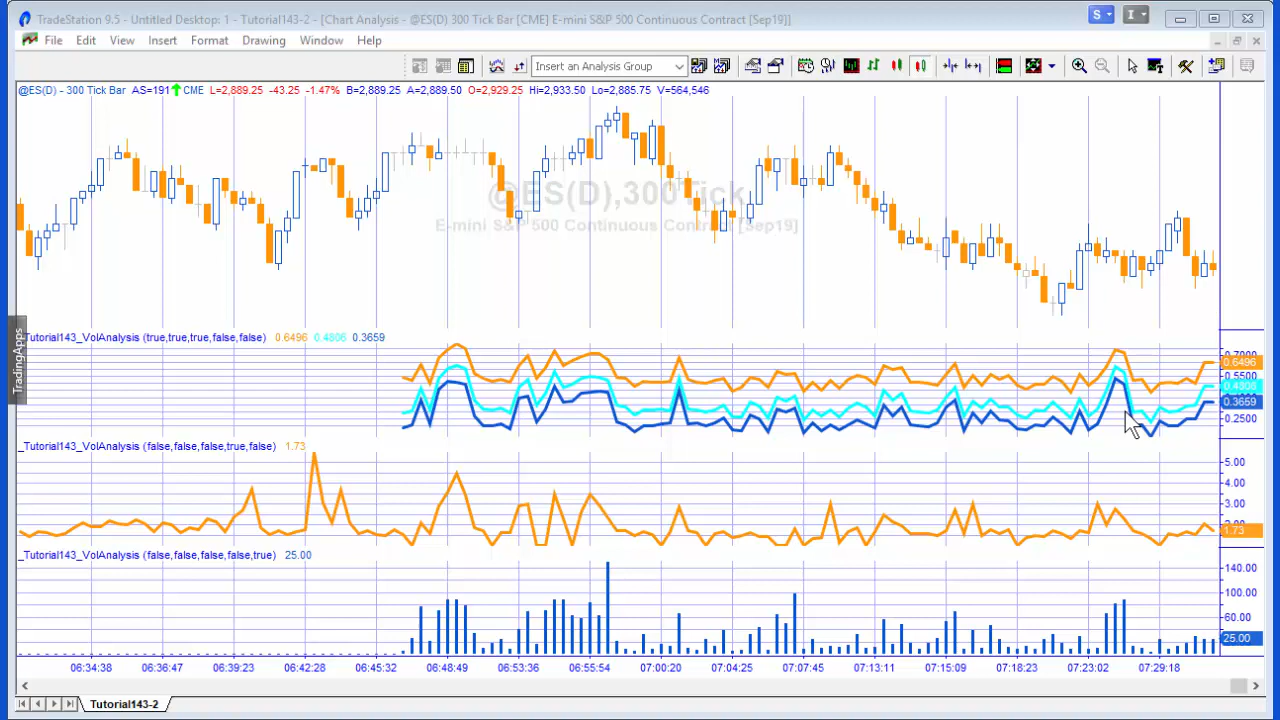 TradeStation 9.5 - Untitled Desktop: 1 - Tutorial143-2 - [Chart Analysis - @ES(D) 300 Tick Bar [CME] E-mini S&P 500 Continuous Contract [Sep19]]
S I
File Edit View Insert Format Drawing Window Help
Insert an Analysis Group
@ES(D) - 300 Tick Bar AS=191 CME L=2,889.25 -43.25 -1.47% B=2,889.25 A=2,889.50 O=2,929.25 Hi=2,933.50 Lo=2,885.75 V=564,546
@ES(D),300 Tick
E-mini S&P 500 Continuous Contract [Sep19]
TradingApps
_Tutorial143_VolAnalysis (true,true,true,false,false) 0.6496 0.4806 0.3659
0.7000
0.6496
0.5500
0.4806
0.3659
0.2500
_Tutorial143_VolAnalysis (false,false,false,true,false) 1.73
5.00
4.00
3.00
1.73
_Tutorial143_VolAnalysis (false,false,false,false,true) 25.00
140.00
100.00
60.00
25.00
06:34:38 06:36:47 06:39:23 06:42:28 06:45:32 06:48:49 06:53:36 06:55:54 07:00:20 07:04:25 07:07:45 07:13:11 07:15:09 07:18:23 07:23:02 07:29:18
Tutorial143-2